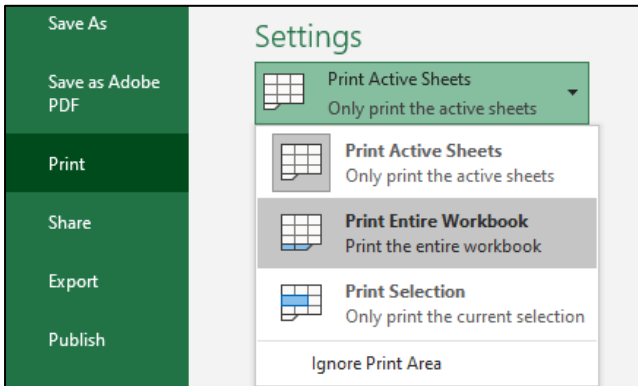 Save As
Save as Adobe
PDF
Print
Share
Export
Publish
Settings
Print Active Sheets
Only print the active sheets
Print Active Sheets
Only print the active sheets
Print Entire Workbook
Print the entire workbook
Print Selection
Only print the current selection
Ignore Print Area